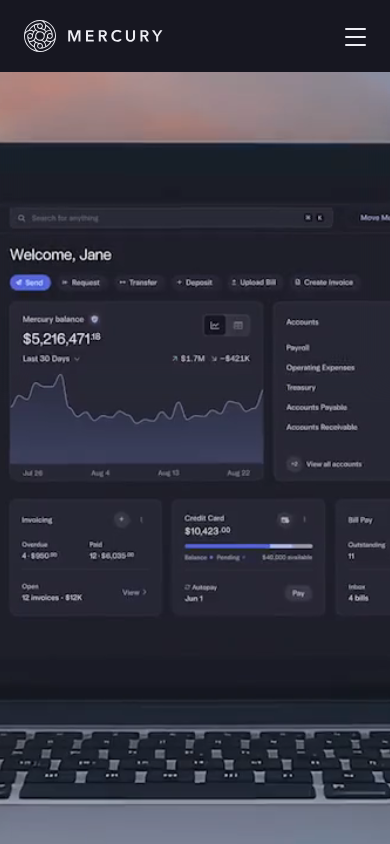 MERCURY
Search for anything
⌘ K
Move Mo
Welcome, Jane
Send
Request
Transfer
Deposit
Upload Bill
Create Invoice
Mercury balance
$5,216,471.18
Last 30 Days
$1.7M
−$421K
Jul 26
Aug 4
Aug 13
Aug 22
Accounts
Payroll
Operating Expenses
Treasury
Accounts Payable
Accounts Receivable
View all accounts
Invoicing
Overdue
Paid
4 · $950.00
12 · $6,035.00
Open
12 invoices · $12K
View
Credit Card
$10,423.00
Balance
Pending
$40,000 available
Autopay
Jun 1
Pay
Bill Pay
Outstanding
11
Inbox
4 bills